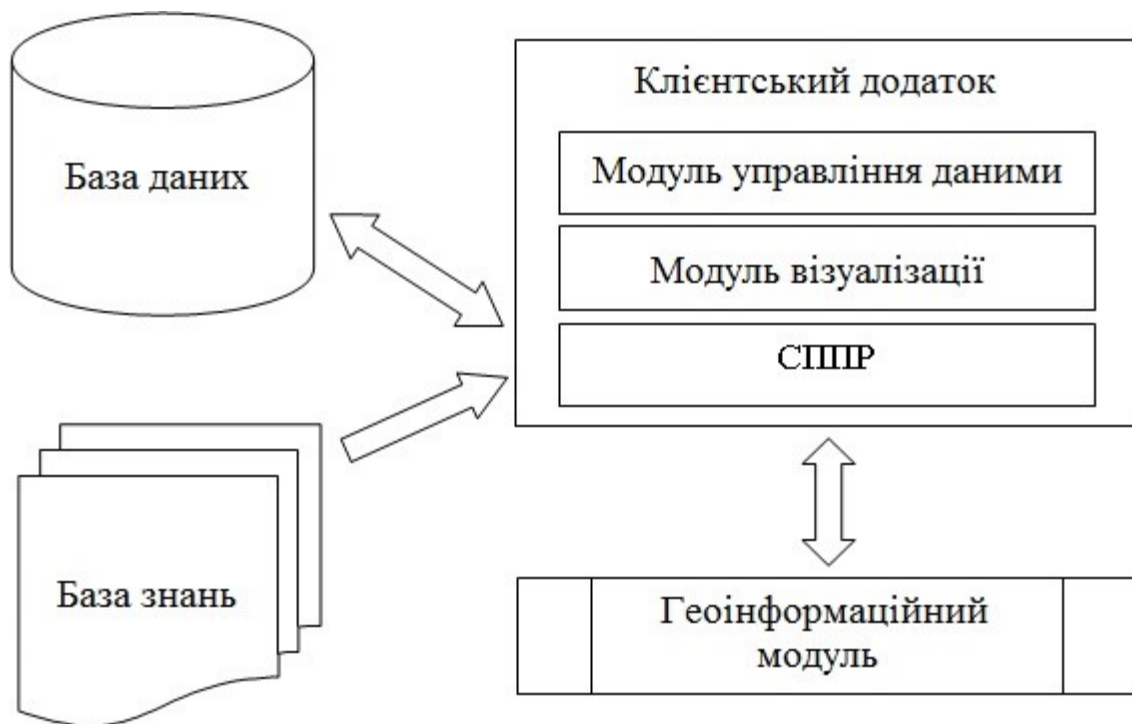 База даних
Клієнтський додаток
Модуль управління даними
Модуль візуалізації
СППР
База знань
Геоінформаційний
модуль